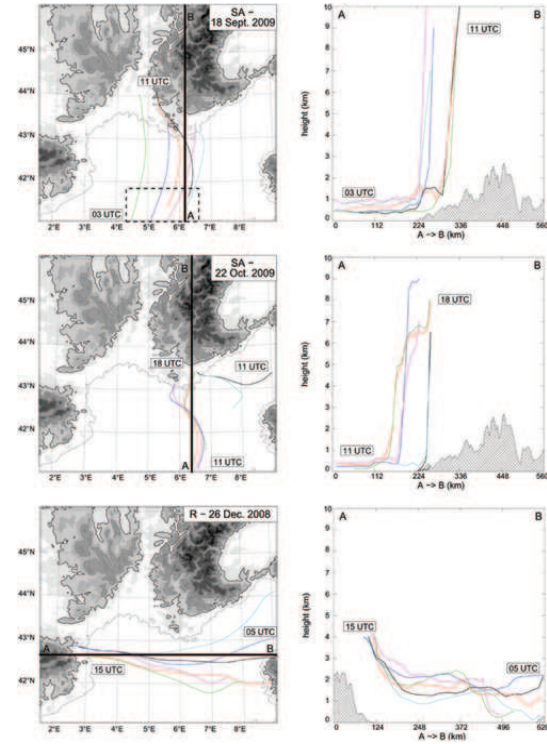 SA –
18 Sept. 2009
B
11 UTC
03 UTC
A
45°N
44°N
43°N
42°N
2°E 3°E 4°E 5°E 6°E 7°E 8°E
A B
11 UTC
03 UTC
height (km)
10
9
8
7
6
5
4
3
2
1
0
0 112 224 336 448 560
A -> B (km)
SA –
22 Oct. 2009
B
18 UTC
11 UTC
A
11 UTC
45°N
44°N
43°N
42°N
2°E 3°E 4°E 5°E 6°E 7°E 8°E
A B
18 UTC
11 UTC
height (km)
10
9
8
7
6
5
4
3
2
1
0
0 112 224 336 448 560
A -> B (km)
R – 26 Dec. 2008
05 UTC
A B
15 UTC
45°N
44°N
43°N
42°N
2°E 3°E 4°E 5°E 6°E 7°E 8°E
A B
15 UTC
05 UTC
height (km)
10
9
8
7
6
5
4
3
2
1
0
0 124 248 372 496 620
A -> B (km)